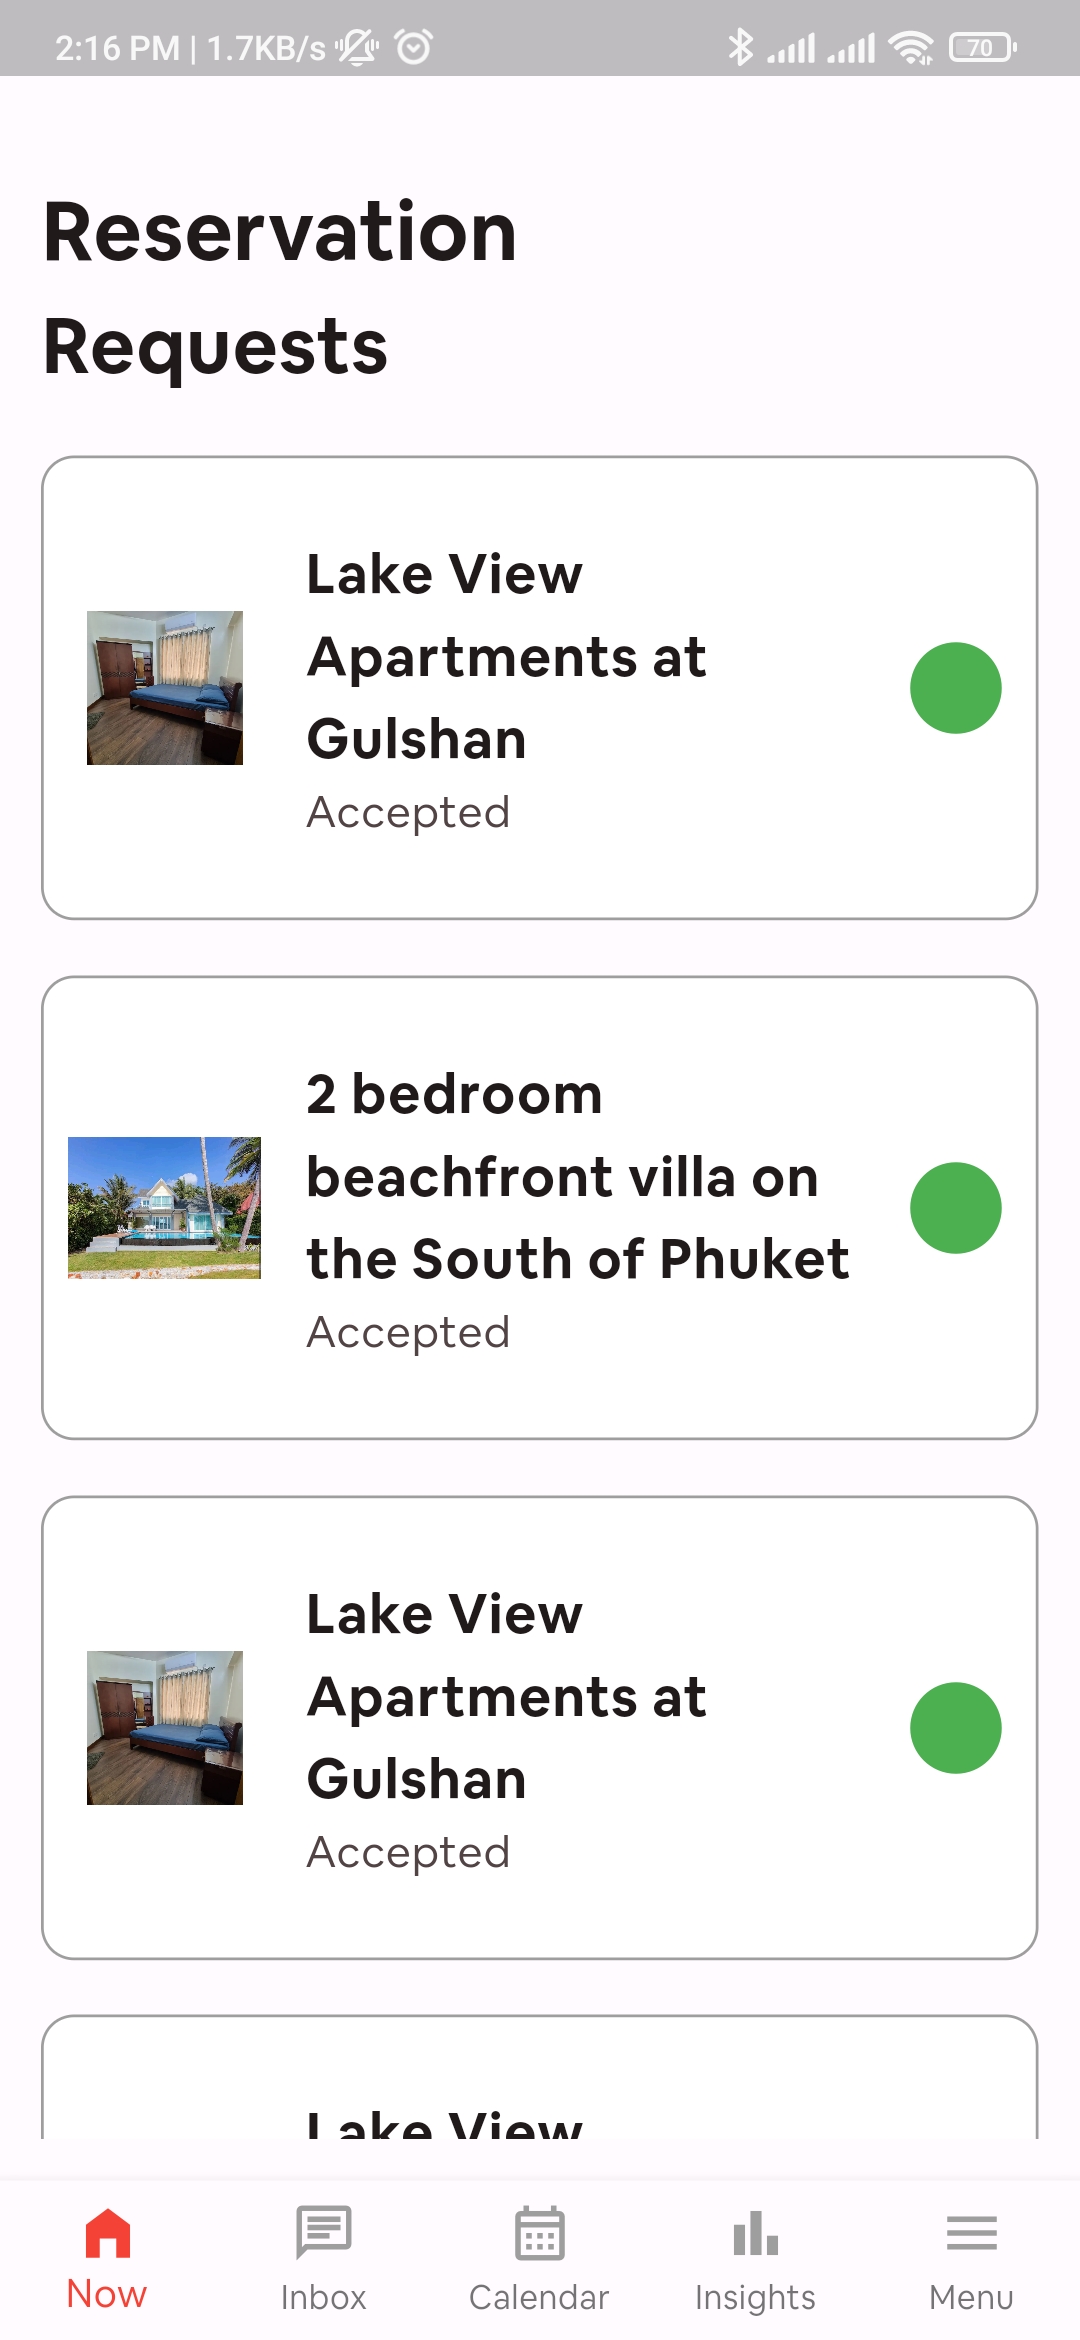 2:16 PM | 1.7KB/s
70
Reservation
Requests
Lake View
Apartments at
Gulshan
Accepted
2 bedroom
beachfront villa on
the South of Phuket
Accepted
Lake View
Apartments at
Gulshan
Accepted
Lake View
Now
Inbox
Calendar
Insights
Menu